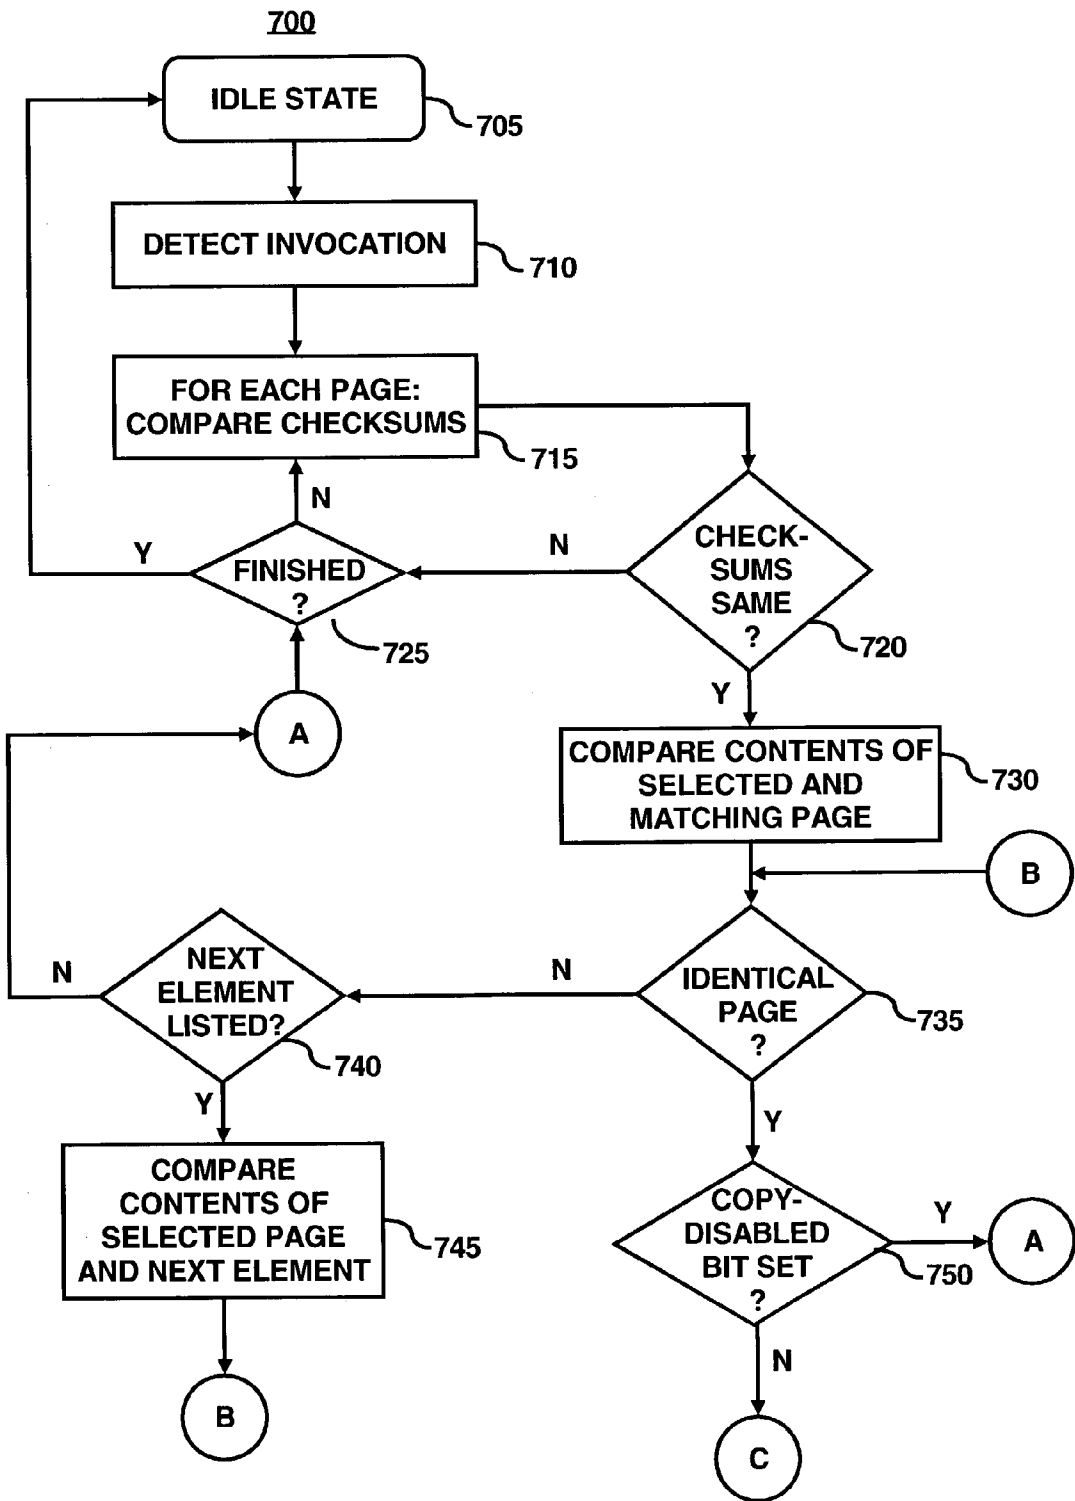 700
IDLE STATE
705
DETECT INVOCATION
710
FOR EACH PAGE:
COMPARE CHECKSUMS
715
N
Y
FINISHED
?
725
N
CHECK-
SUMS
SAME
?
720
Y
A
COMPARE CONTENTS OF
SELECTED AND
MATCHING PAGE
730
B
N
NEXT
ELEMENT
LISTED?
740
N
IDENTICAL
PAGE
?
735
Y
Y
COMPARE
CONTENTS OF
SELECTED PAGE
AND NEXT ELEMENT
745
COPY-
DISABLED
BIT SET
?
750
Y
A
N
B
C